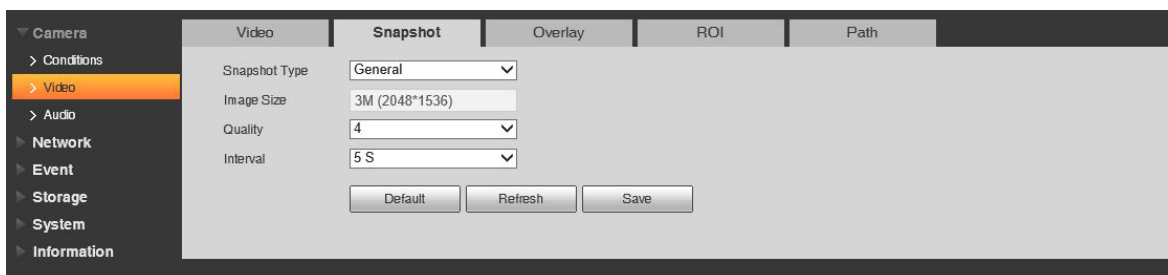 Camera
Conditions
Video
Audio
Network
Event
Storage
System
Information
Video Snapshot Overlay ROI Path
Snapshot Type General
Image Size 3M (2048*1536)
Quality 4
Interval 5 S
Default Refresh Save